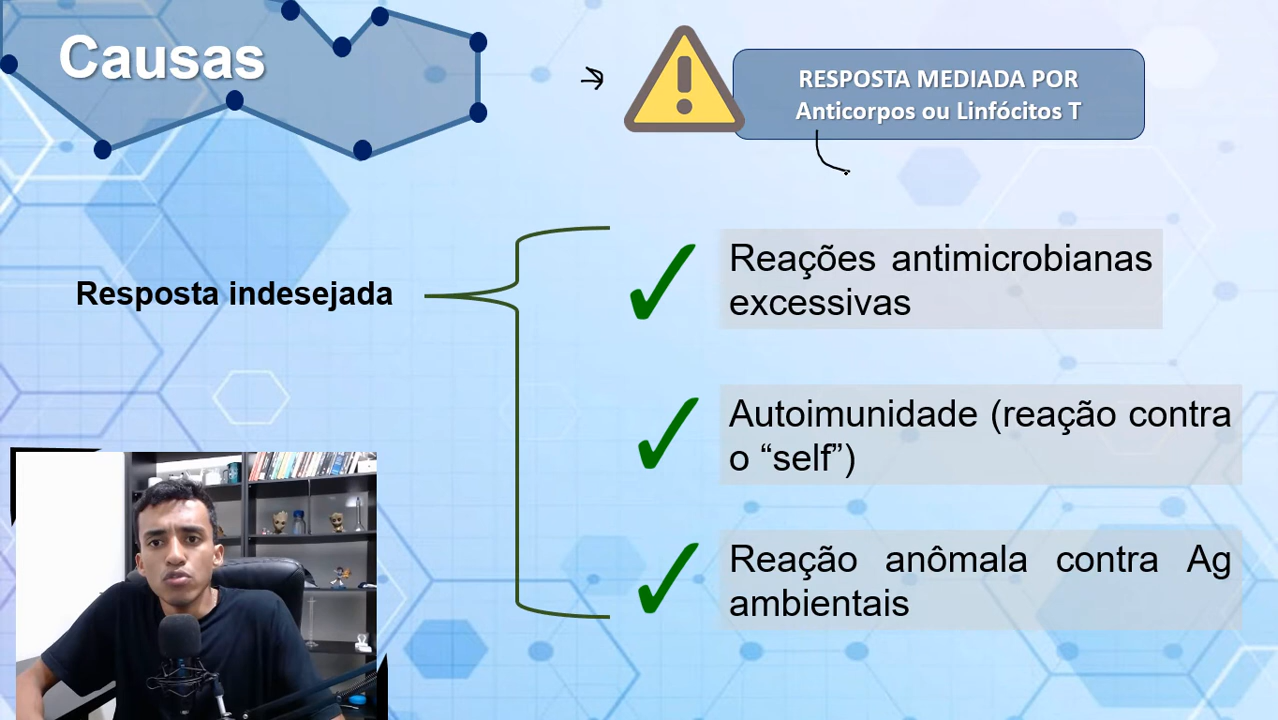 Causas
RESPOSTA MEDIADA POR
Anticorpos ou Linfócitos T
Resposta indesejada
Reações antimicrobianas
excessivas
Autoimunidade (reação contra
o “self”)
Reação anômala contra Ag
ambientais